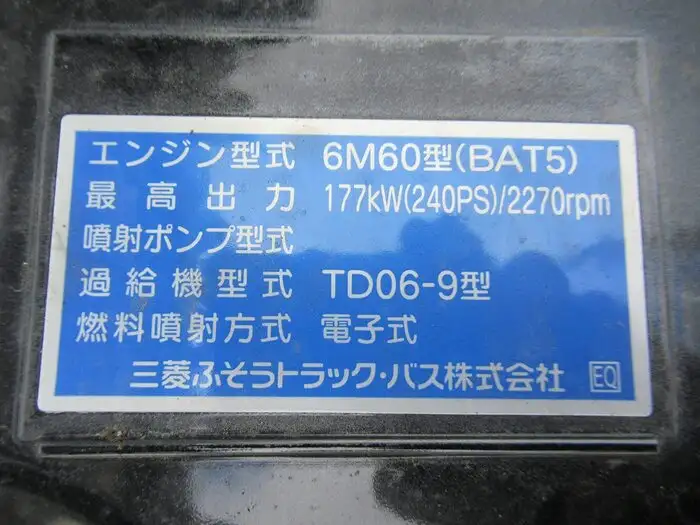 エンジン型式 6M60型(BAT5)
最高出力 177kW(240PS)/2270rpm
噴射ポンプ型式
過給機型式 TD06-9型
燃料噴射方式 電子式
三菱ふそうトラック・バス株式会社 EQ